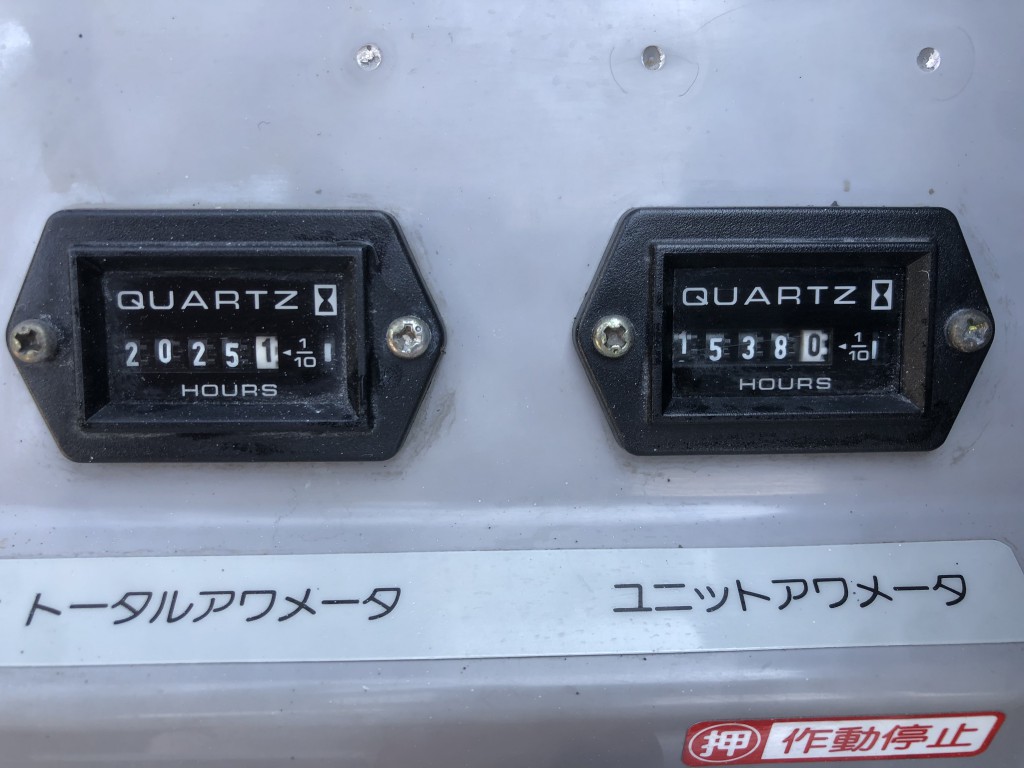 QUARTZ
20251 1/10
HOURS
QUARTZ
15380 1/10
HOURS
トータルアワメータ
ユニットアワメータ
押 作動停止